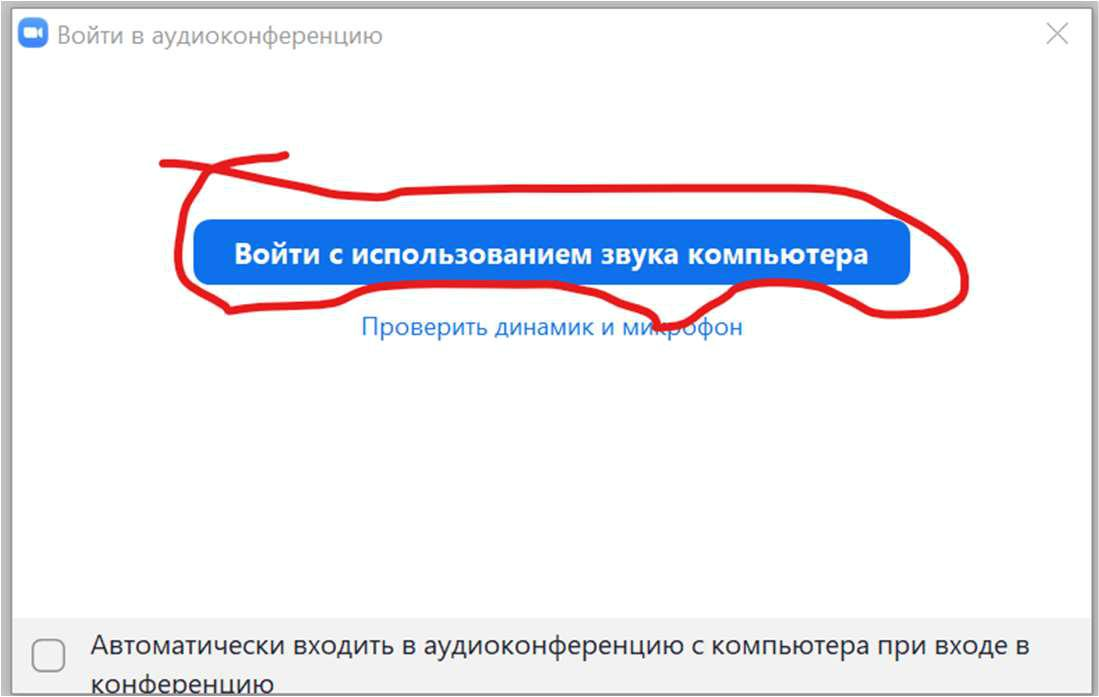 Войти в аудиоконференцию
Войти с использованием звука компьютера
Проверить динамик и микрофон
Автоматически входить в аудиоконференцию с компьютера при входе в
конференцию